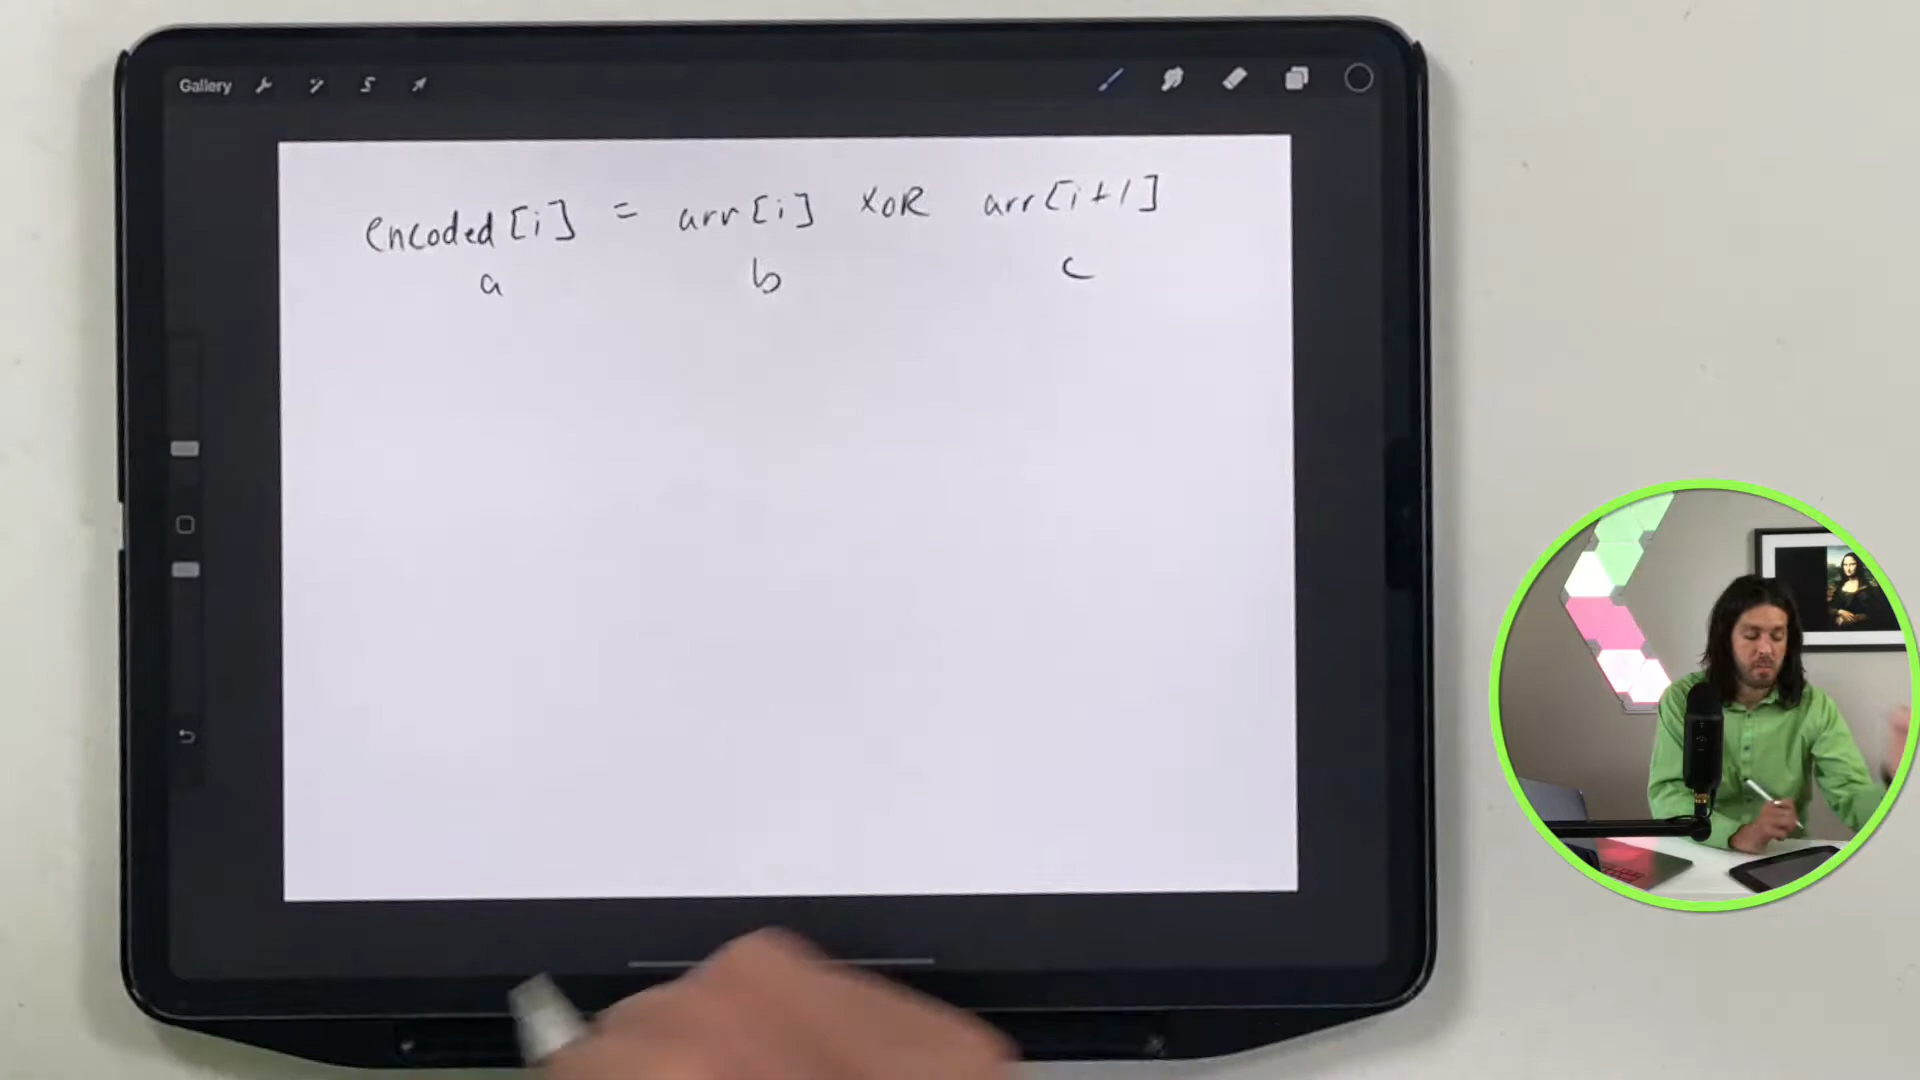 Gallery
encoded[i] = arr[i] XOR arr[i+1]
a b c